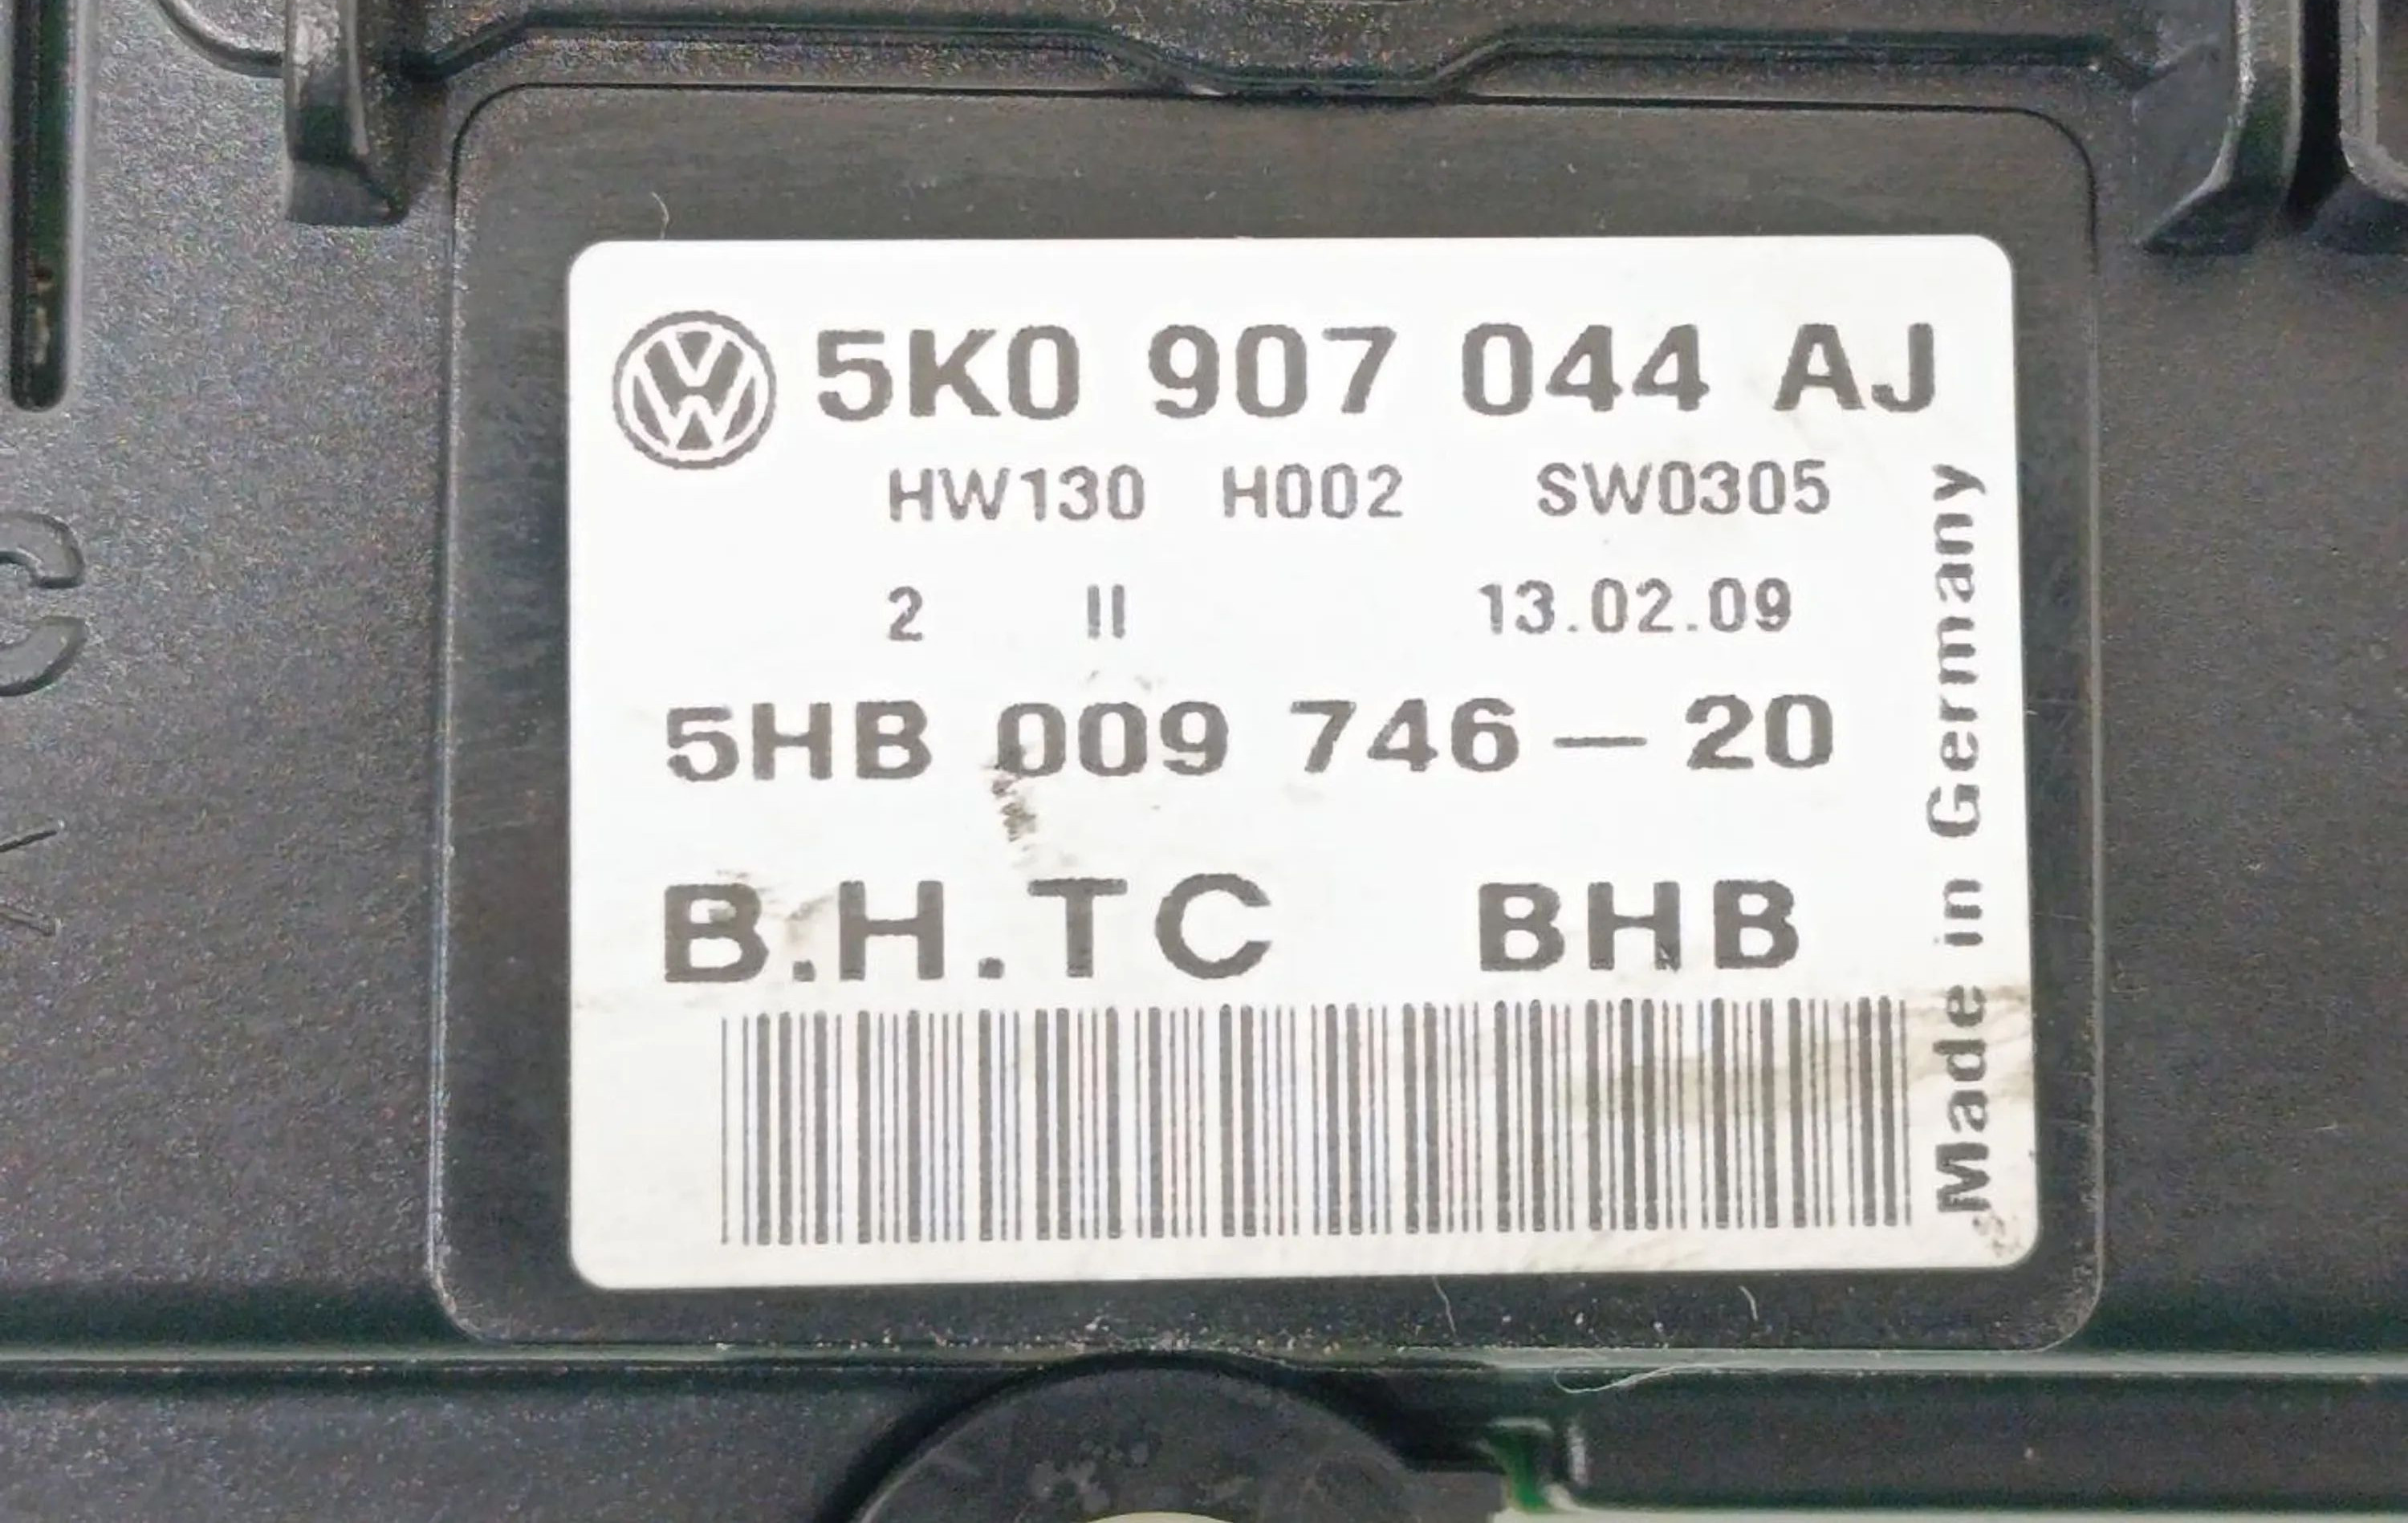 5K0 907 044 AJ
HW130 H002 SW0305
2 II 13.02.09
5HB 009 746-20
B.H.TC BHB
Made in Germany